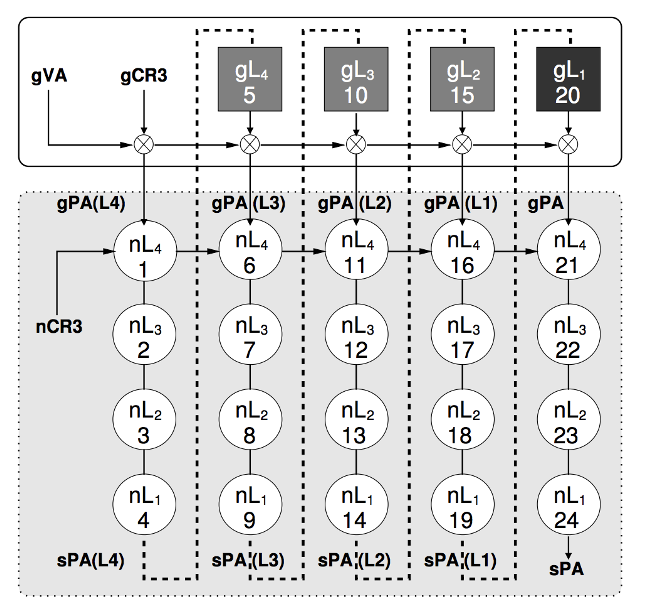 gVA
gCR3
gL4
5
gL3
10
gL2
15
gL1
20
gPA(L4)
gPA(L3)
gPA(L2)
gPA(L1)
gPA
nL4
1
nL4
6
nL4
11
nL4
16
nL4
21
nCR3
nL3
2
nL3
7
nL3
12
nL3
17
nL3
22
nL2
3
nL2
8
nL2
13
nL2
18
nL2
23
nL1
4
nL1
9
nL1
14
nL1
19
nL1
24
sPA(L4)
sPA(L3)
sPA(L2)
sPA(L1)
sPA